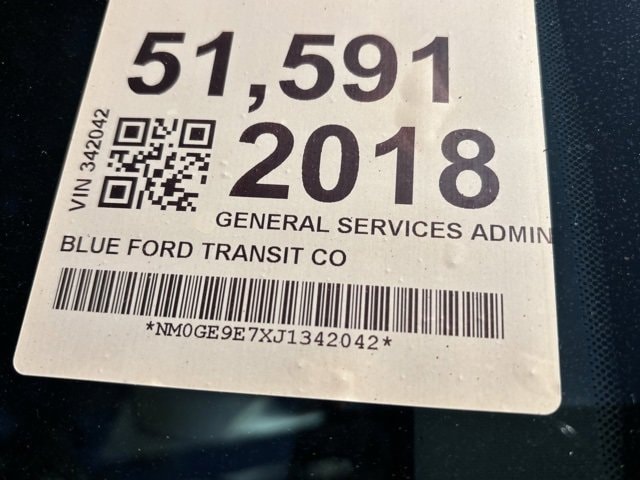 51,591
2018
VIN 342042
GENERAL SERVICES ADMIN
BLUE FORD TRANSIT CO
*NM0GE9E7XJ1342042*